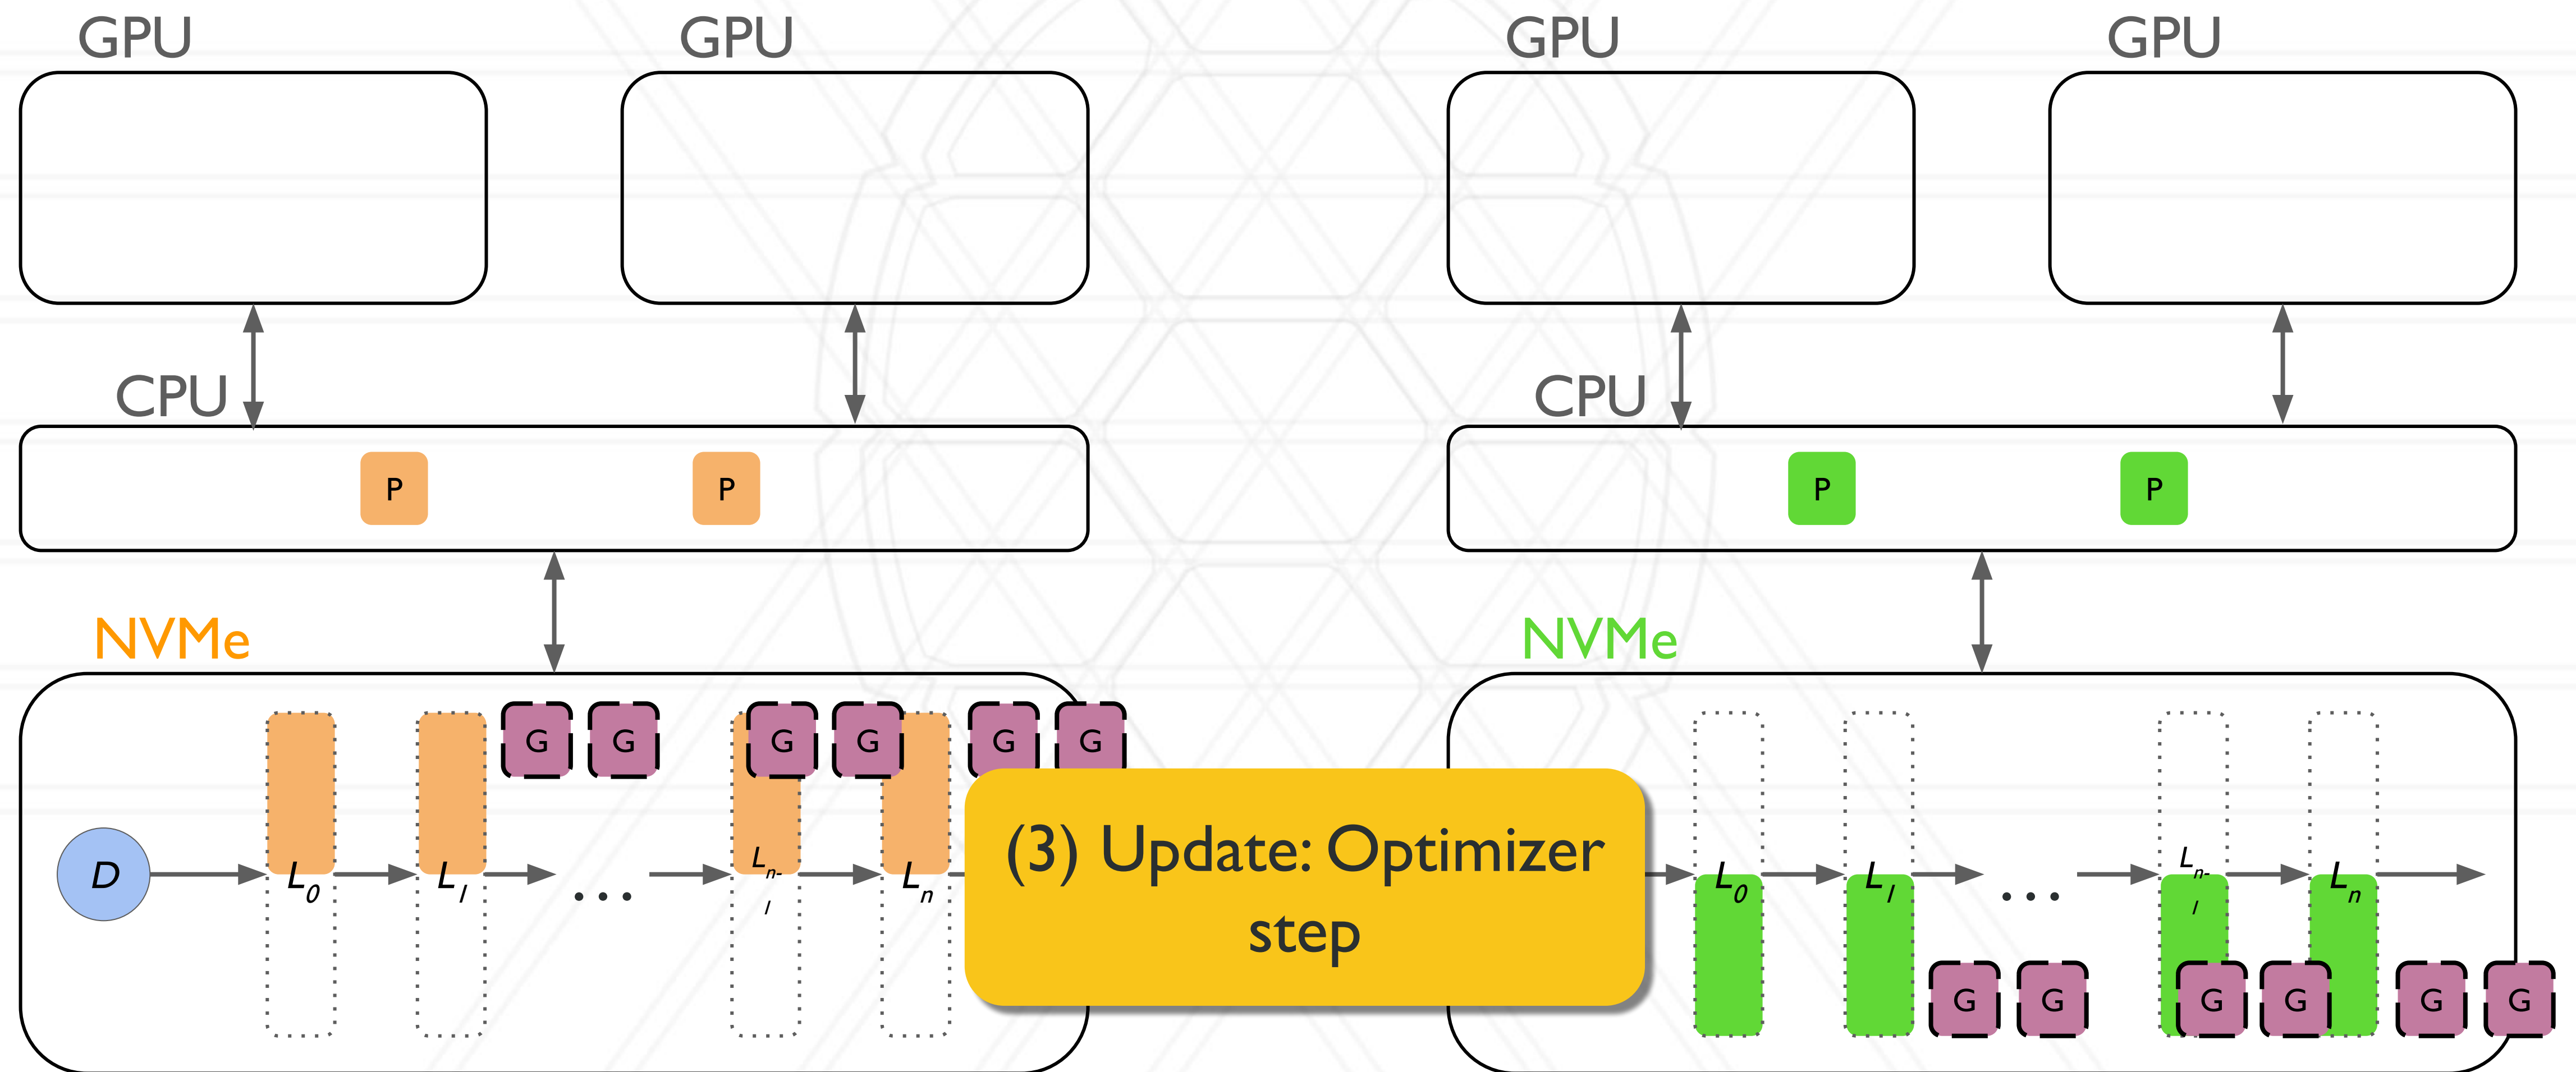 GPU
GPU
GPU
GPU
CPU
CPU
P
P
P
P
NVMe
NVMe
G
G
G
G
G
G
(3) Update: Optimizer
step
D
L0
L1
...
Ln-
1
Ln
L0
L1
...
Ln-
1
Ln
G
G
G
G
G
G